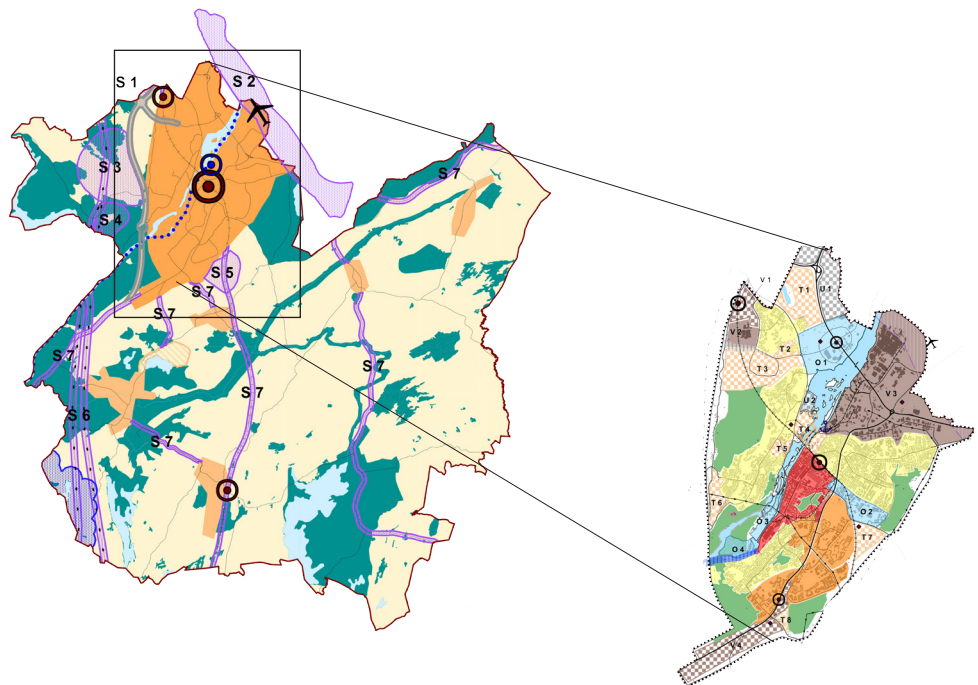 S 1
S 2
S 3
S 4
S 7
S 5
S 7
S 7
S 7
S 7
S 7
S 6
S 7
V 1
T 1
U 1
V 2
T 2
O 1
T 3
V 3
U 2
T 4
T 5
T 6
O 3
O 2
T 7
O 4
T 8
V 4